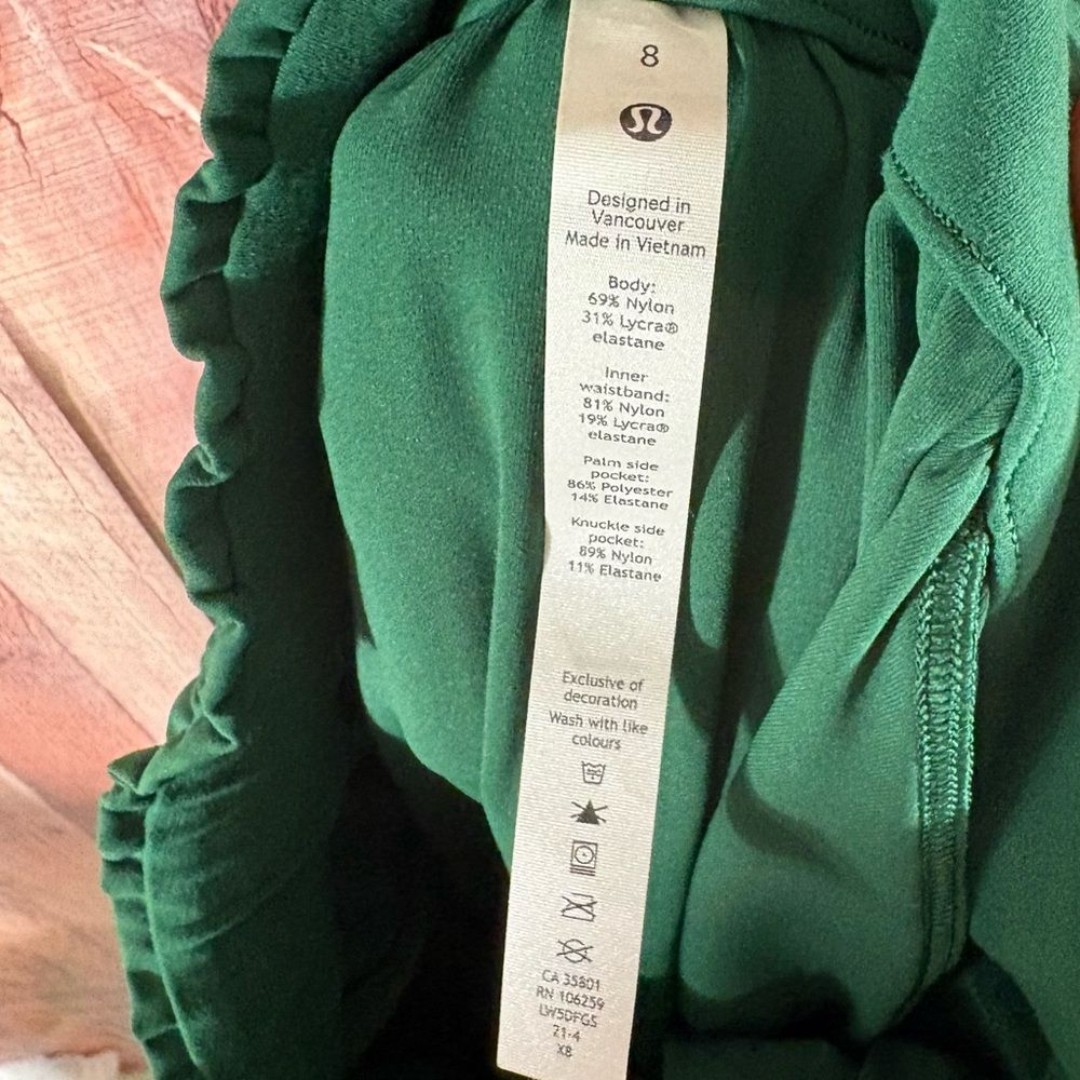 8
Designed in
Vancouver
Made in Vietnam
Body:
69% Nylon
31% Lycra®
elastane
Inner
waistband:
81% Nylon
19% Lycra®
elastane
Palm side
pocket:
86% Polyester
14% Elastane
Knuckle side
pocket:
89% Nylon
11% Elastane
Exclusive of
decoration
Wash with like
colours
CA 35801
RN 106259
LW5DFGS
21-4
X8